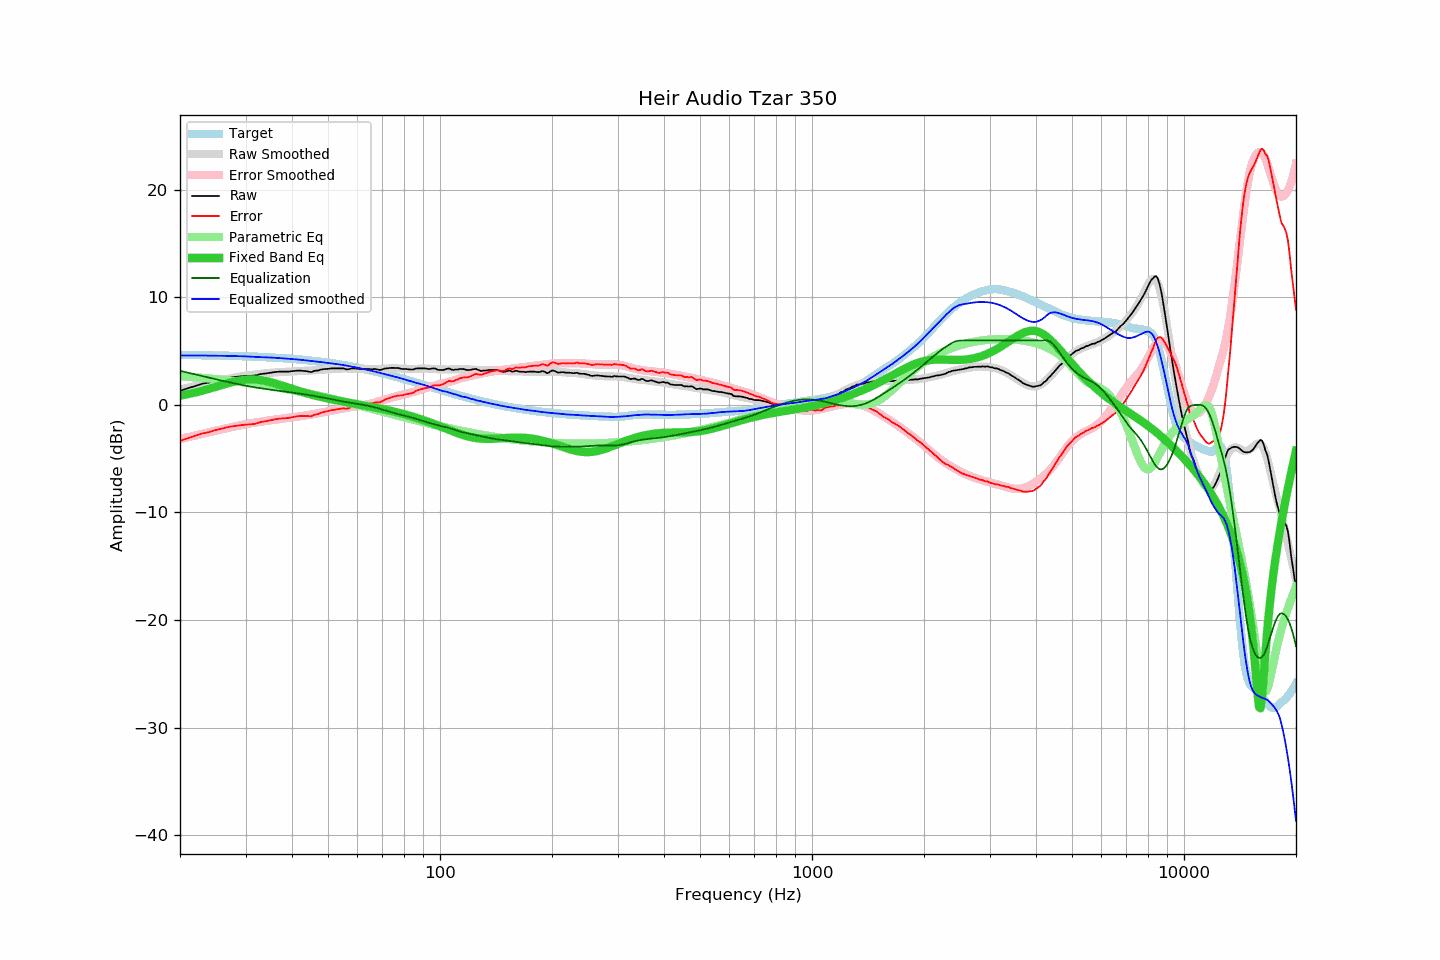 Heir Audio Tzar 350
Target
Raw Smoothed
Error Smoothed
Raw
Error
Parametric Eq
Fixed Band Eq
Equalization
Equalized smoothed
20
10
0
−10
−20
−30
−40
Amplitude (dBr)
100 1000 10000
Frequency (Hz)